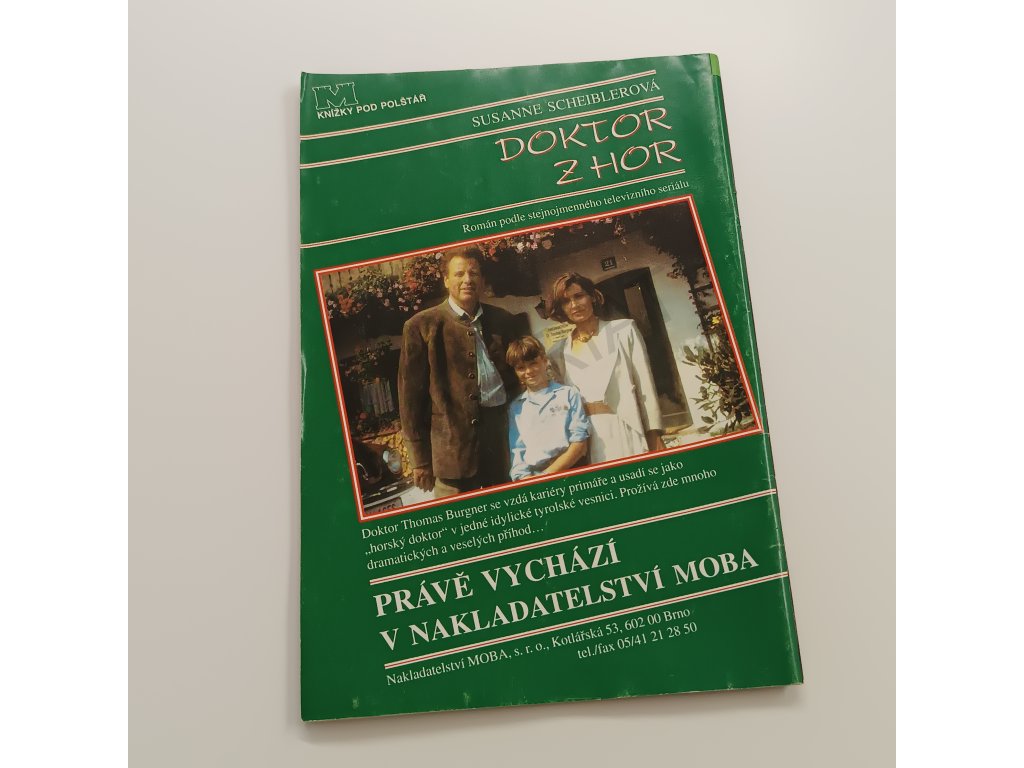 M
KNÍŽKY POD POLŠTÁŘ
SUSANNE SCHEIBLEROVÁ
DOKTOR
Z HOR
Román podle stejnojmenného televizního seriálu
21
Doktor Thomas Burgner se vzdá kariéry primáře a usadí se jako
„horský doktor“ v jedné idylické tyrolské vesnici. Prožívá zde mnoho
dramatických a veselých příhod…
PRÁVĚ VYCHÁZÍ
V NAKLADATELSTVÍ MOBA
Nakladatelství MOBA, s. r. o., Kotlářská 53, 602 00 Brno
tel./fax 05/41 21 28 50